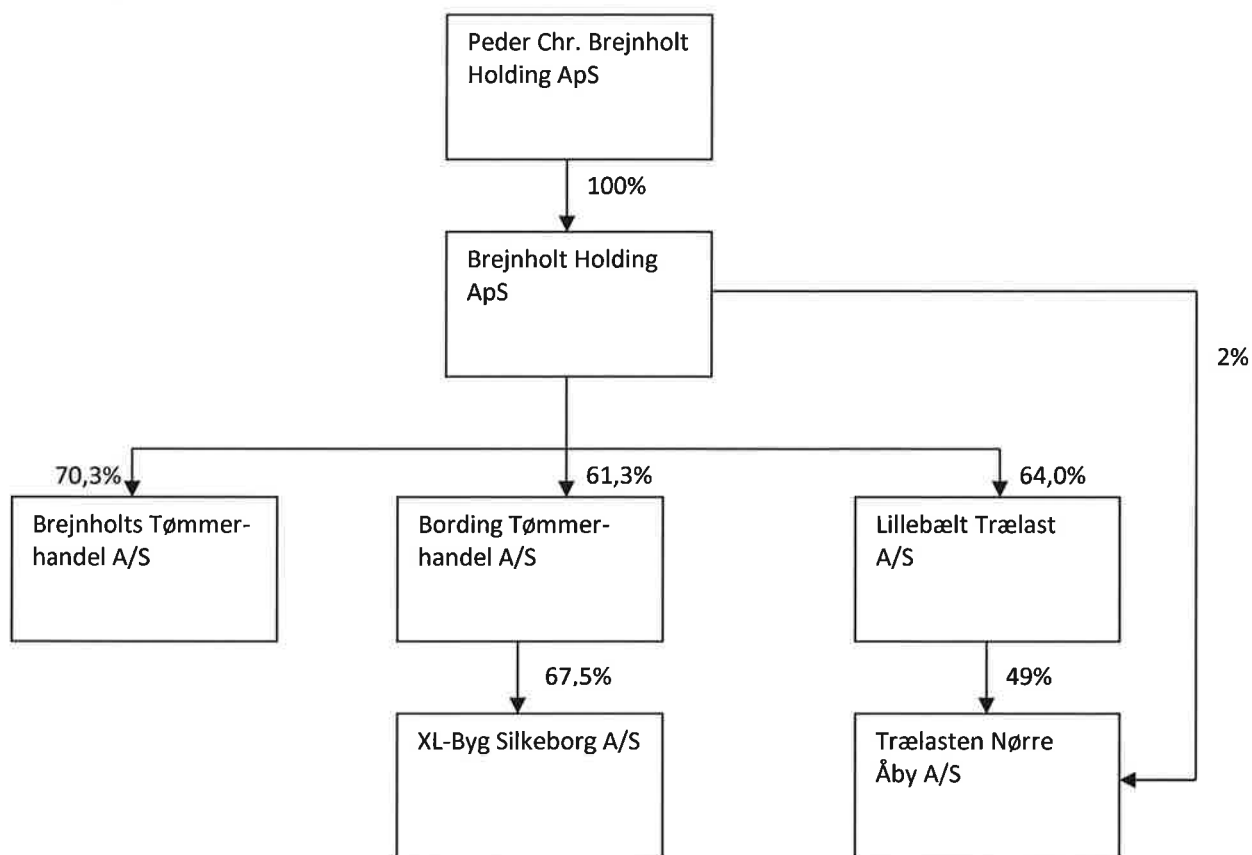 Peder Chr. Brejnholt
Holding ApS
100%
Brejnholt Holding
ApS
2%
70,3%
61,3%
64,0%
Brejnholts Tømmer-
handel A/S
Bording Tømmer-
handel A/S
Lillebælt Trælast
A/S
67,5%
49%
XL-Byg Silkeborg A/S
Trælasten Nørre
Åby A/S